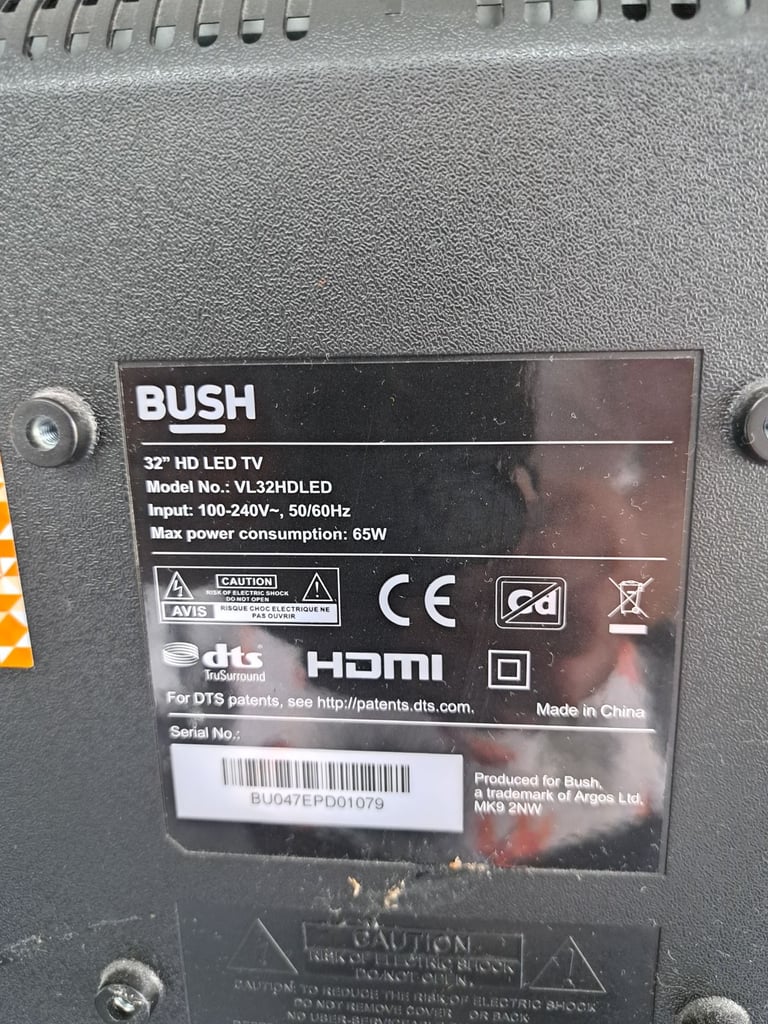 BUSH
32” HD LED TV
Model No.: VL32HDLED
Input: 100-240V~, 50/60Hz
Max power consumption: 65W
CAUTION
RISK OF ELECTRIC SHOCK
DO NOT OPEN
AVIS
RISQUE CHOC ELECTRIQUE NE
PAS OUVRIR
CE
Cd
dts
TruSurround
HDMI
For DTS patents, see http://patents.dts.com.
Made in China
Serial No.:
BU047EPD01079
Produced for Bush,
a trademark of Argos Ltd,
MK9 2NW
CAUTION
RISK OF ELECTRIC SHOCK
DO NOT OPEN.
CAUTION: TO REDUCE THE RISK OF ELECTRIC SHOCK
DO NOT REMOVE COVER OR BACK
NO USER-SERVICEABLE